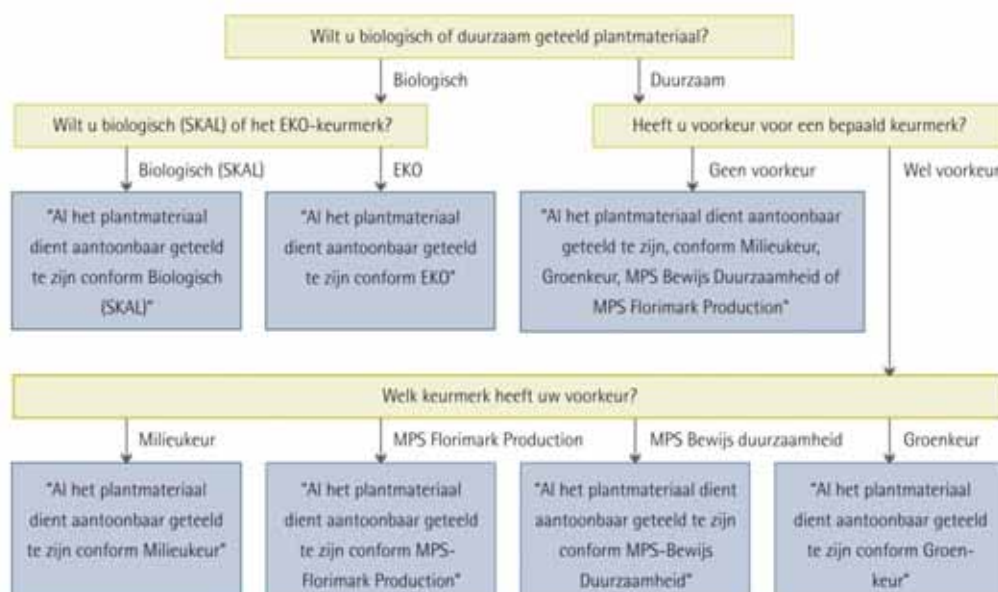 Wilt u biologisch of duurzaam geteeld plantmateriaal?
Biologisch
Duurzaam
Wilt u biologisch (SKAL) of het EKO-keurmerk?
Heeft u voorkeur voor een bepaald keurmerk?
Biologisch (SKAL)
EKO
Geen voorkeur
Wel voorkeur
"Al het plantmateriaal
dient aantoonbaar geteeld
te zijn conform Biologisch
(SKAL)"
"Al het plantmateriaal
dient aantoonbaar geteeld
te zijn conform EKO"
"Al het plantmateriaal dient aantoonbaar
geteeld te zijn, conform Milieukeur,
Groenkeur, MPS Bewijs Duurzaamheid of
MPS Florimark Production"
Welk keurmerk heeft uw voorkeur?
Milieukeur
MPS Florimark Production
MPS Bewijs duurzaamheid
Groenkeur
"Al het plantmateriaal
dient aantoonbaar geteeld
te zijn conform Milieukeur"
"Al het plantmateriaal
dient aantoonbaar geteeld
te zijn conform MPS-
Florimark Production"
"Al het plantmateriaal dient
aantoonbaar geteeld te zijn
conform MPS-Bewijs
Duurzaamheid"
"Al het plantmateriaal
dient aantoonbaar geteeld
te zijn conform Groen-
keur"